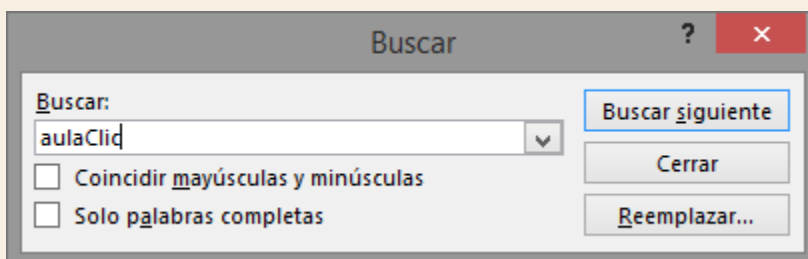 Buscar
?
×
Buscar:
aulaClic
Buscar siguiente
Coincidir mayúsculas y minúsculas
Cerrar
Solo palabras completas
Reemplazar...